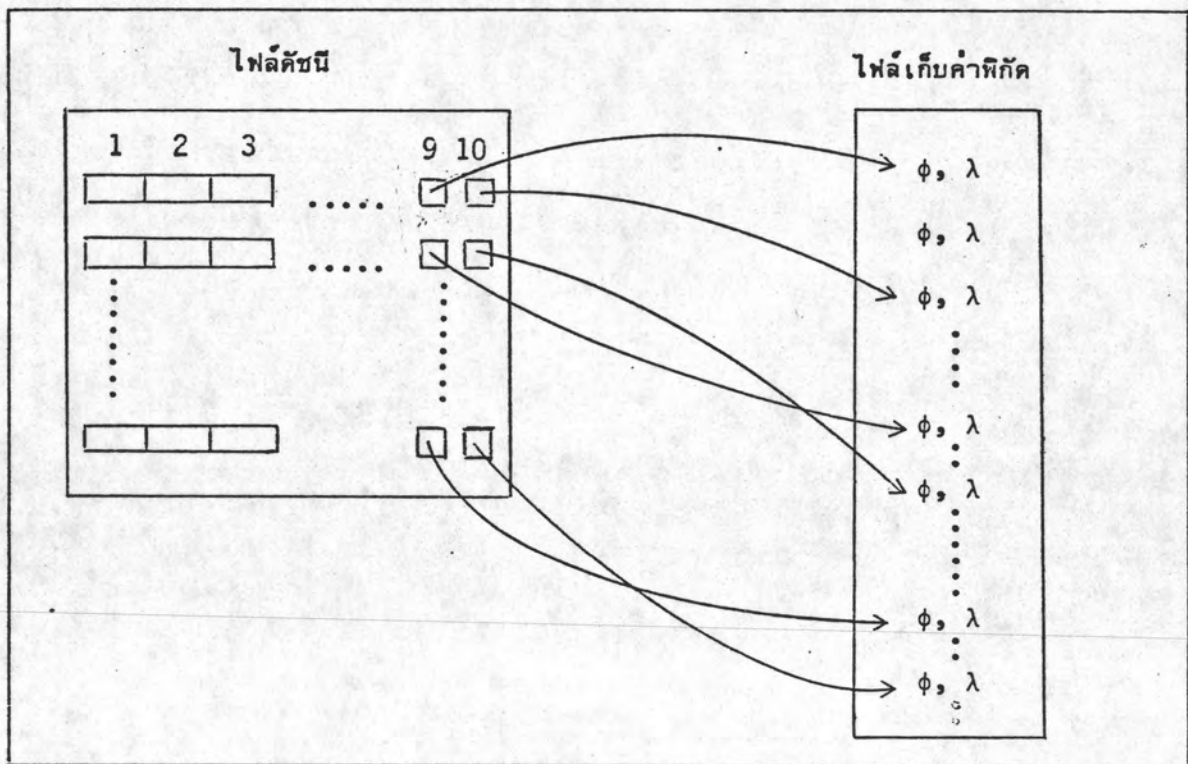 ไฟล์ดัชนี
ไฟล์เก็บค่าพิกัด
1 2 3 9 10
.....
.....
φ, λ
φ, λ
φ, λ
φ, λ
φ, λ
φ, λ
φ, λ